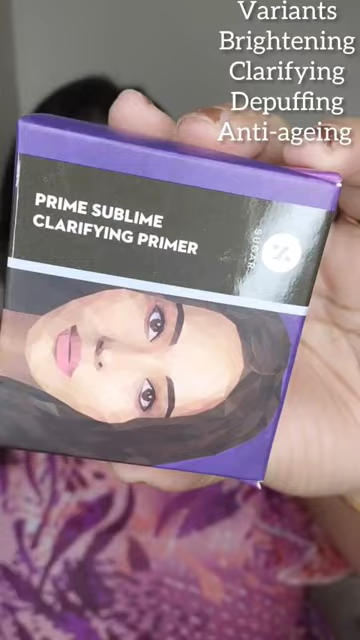 Variants
Brightening
Clarifying
Depuffing
Anti-ageing
PRIME SUBLIME
CLARIFYING PRIMER
SUGAR